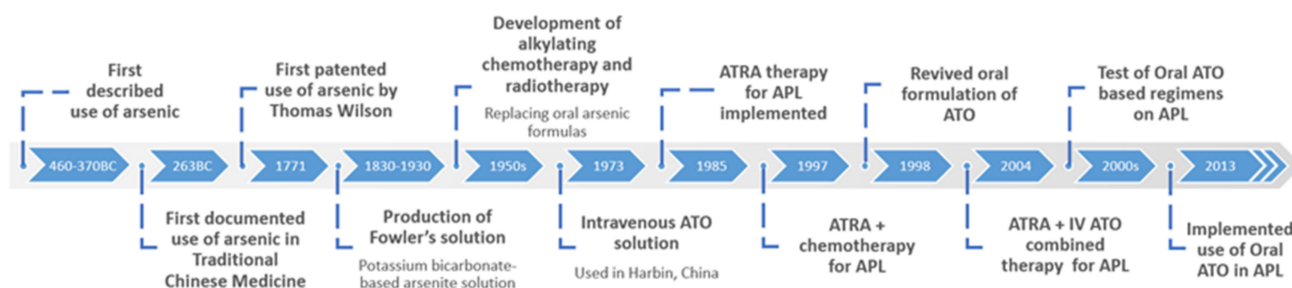 First
described
use of arsenic
First patented
use of arsenic by
Thomas Wilson
Development of
alkylating
chemotherapy and
radiotherapy
Replacing oral arsenic
formulas
ATRA therapy
for APL
implemented
Revived oral
formulation of
ATO
Test of Oral ATO
based regimens
on APL
460-370BC
263BC
1771
1830-1930
1950s
1973
1985
1997
1998
2004
2000s
2013
First documented
use of arsenic in
Traditional
Chinese Medicine
Production of
Fowler's solution
Potassium bicarbonate-
based arsenite solution
Intravenous ATO
solution
Used in Harbin, China
ATRA +
chemotherapy
for APL
ATRA + IV ATO
combined
therapy for APL
Implemented
use of Oral
ATO in APL